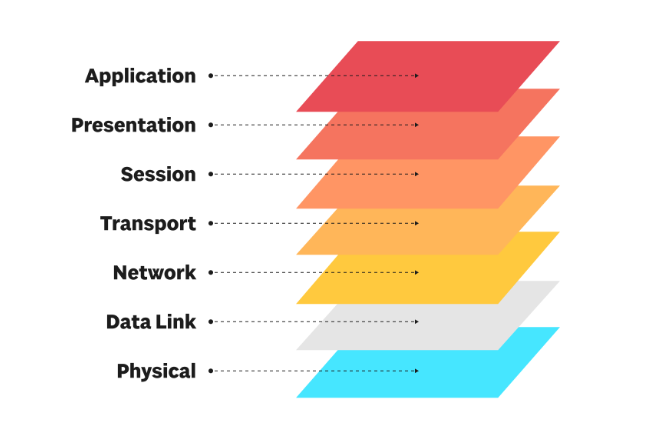 Application
Presentation
Session
Transport
Network
Data Link
Physical